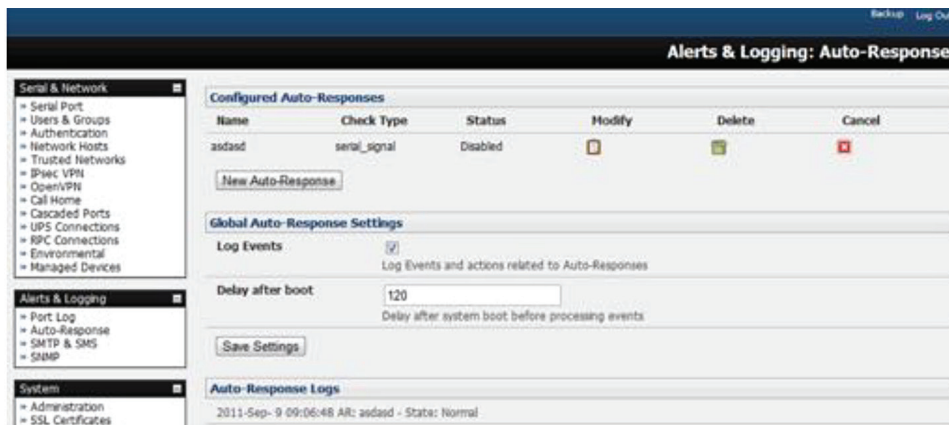 Backup Log Ou
Alerts & Logging: Auto-Response
Serial & Network
Serial Port
Users & Groups
Authentication
Network Hosts
Trusted Networks
IPsec VPN
OpenVPN
Call Home
Cascaded Ports
UPS Connections
RPC Connections
Environmental
Managed Devices
Alerts & Logging
Port Log
Auto-Response
SMTP & SMS
SNMP
System
Administration
SSL Certificates
Configured Auto-Responses
Name Check Type Status Modify Delete Cancel
asdasd serial_signal Disabled
New Auto-Response
Global Auto-Response Settings
Log Events
Log Events and actions related to Auto-Responses
Delay after boot 120
Delay after system boot before processing events
Save Settings
Auto-Response Logs
2011-Sep- 9 09:06:48 AR: asdasd - State: Normal